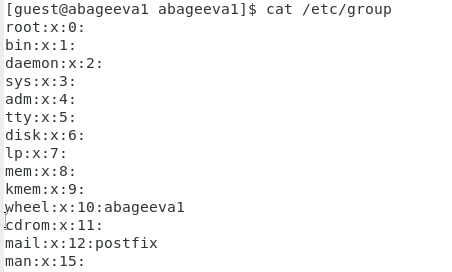 [guest@abageeva1 abageeva1]$ cat /etc/group
root:x:0:
bin:x:1:
daemon:x:2:
sys:x:3:
adm:x:4:
tty:x:5:
disk:x:6:
lp:x:7:
mem:x:8:
kmem:x:9:
wheel:x:10:abageeva1
cdrom:x:11:
mail:x:12:postfix
man:x:15: